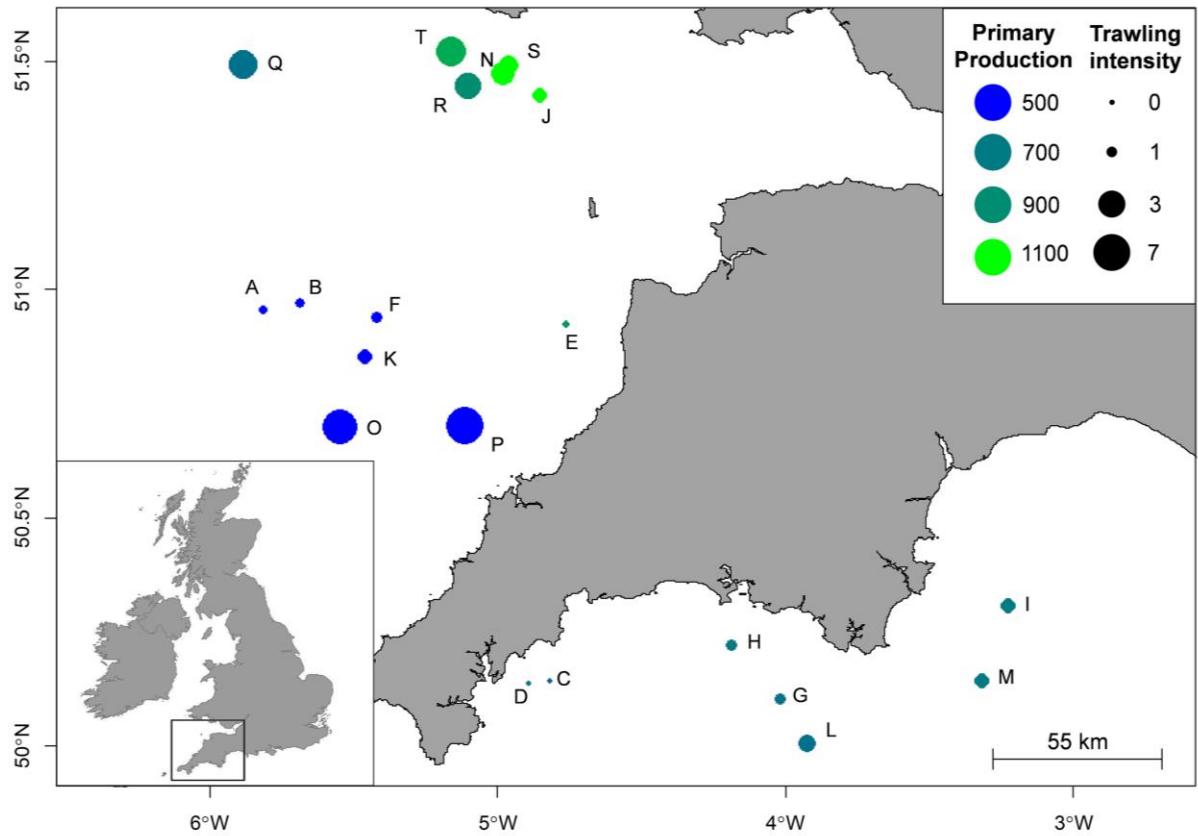 Primary Production
Trawling intensity
500
0
700
1
900
3
1100
7
51.5°N
51°N
50.5°N
50°N
T
N
S
Q
R
J
A
B
F
E
K
O
P
I
H
M
D
C
G
L
55 km
6°W
5°W
4°W
3°W